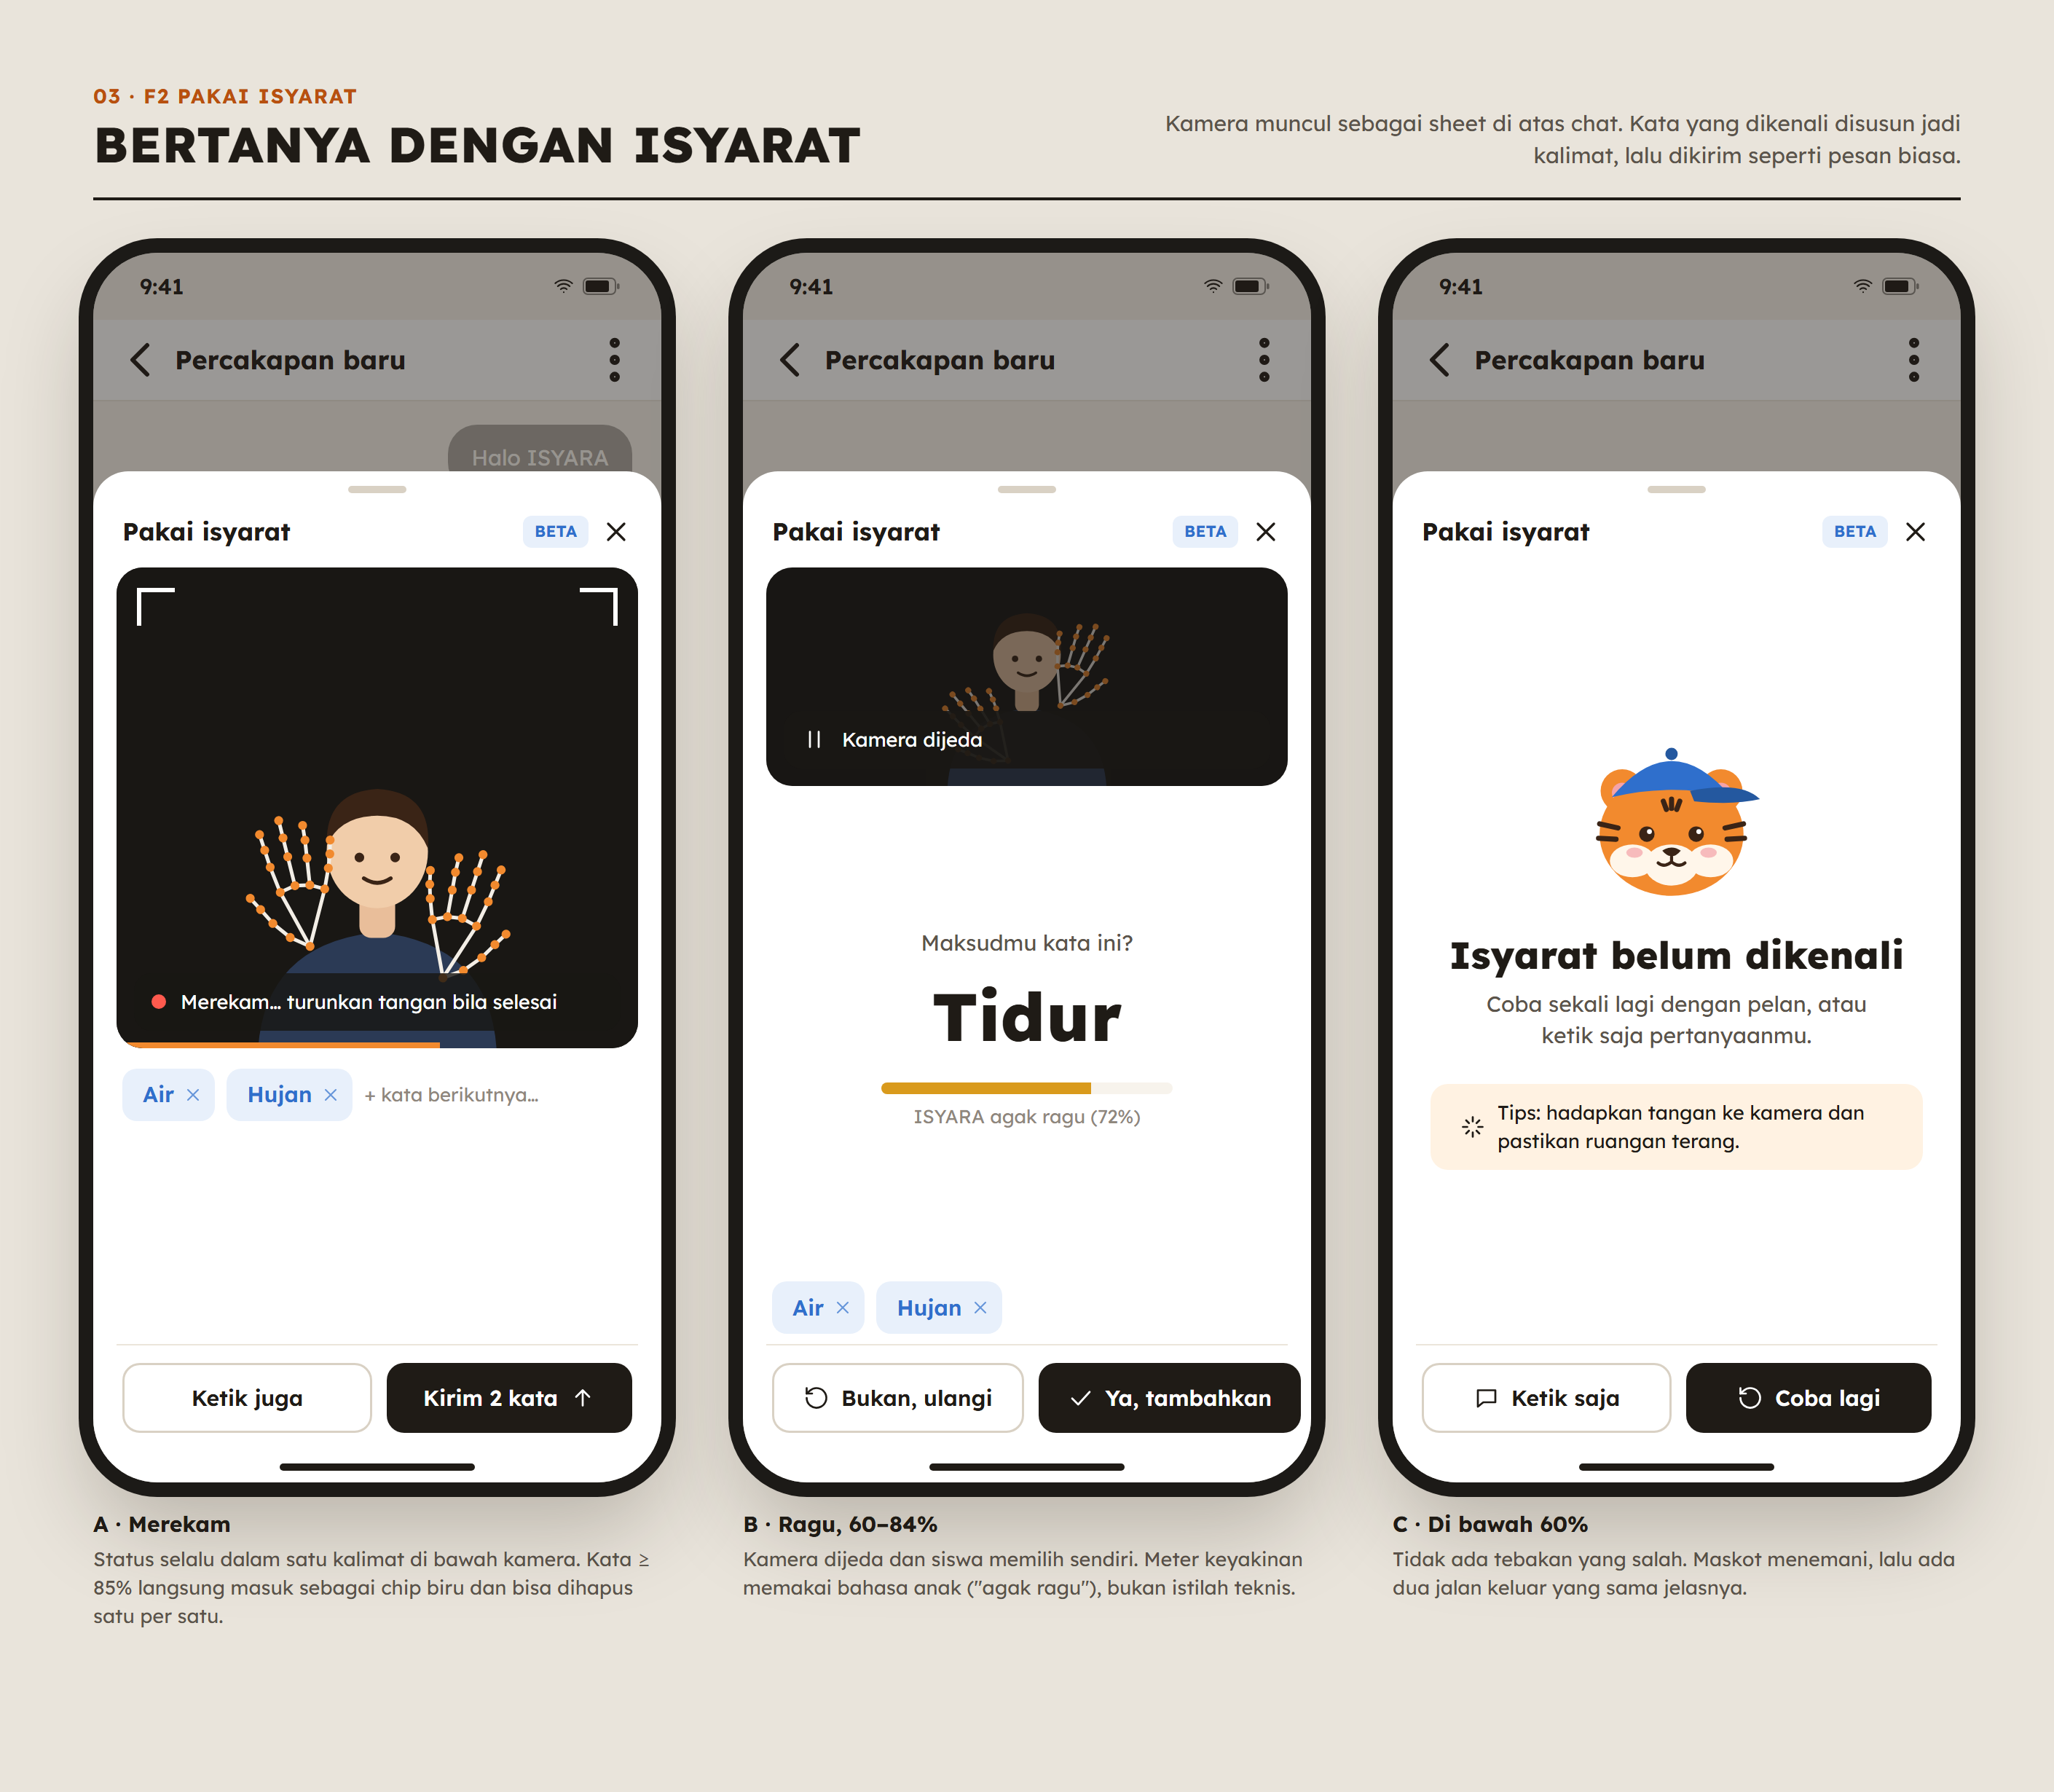 03 · F2 PAKAI ISYARAT
BERTANYA DENGAN ISYARAT
Kamera muncul sebagai sheet di atas chat. Kata yang dikenali disusun jadi
kalimat, lalu dikirim seperti pesan biasa.
9:41
Percakapan baru
Halo ISYARA
Pakai isyarat
BETA
Merekam… turunkan tangan bila selesai
Air
Hujan
+ kata berikutnya…
Ketik juga
Kirim 2 kata
A · Merekam
Status selalu dalam satu kalimat di bawah kamera. Kata ≥
85% langsung masuk sebagai chip biru dan bisa dihapus
satu per satu.
9:41
Percakapan baru
Pakai isyarat
BETA
Kamera dijeda
Maksudmu kata ini?
Tidur
ISYARA agak ragu (72%)
Air
Hujan
Bukan, ulangi
Ya, tambahkan
B · Ragu, 60–84%
Kamera dijeda dan siswa memilih sendiri. Meter keyakinan
memakai bahasa anak ("agak ragu"), bukan istilah teknis.
9:41
Percakapan baru
Pakai isyarat
BETA
Isyarat belum dikenali
Coba sekali lagi dengan pelan, atau
ketik saja pertanyaanmu.
Tips: hadapkan tangan ke kamera dan
pastikan ruangan terang.
Ketik saja
Coba lagi
C · Di bawah 60%
Tidak ada tebakan yang salah. Maskot menemani, lalu ada
dua jalan keluar yang sama jelasnya.